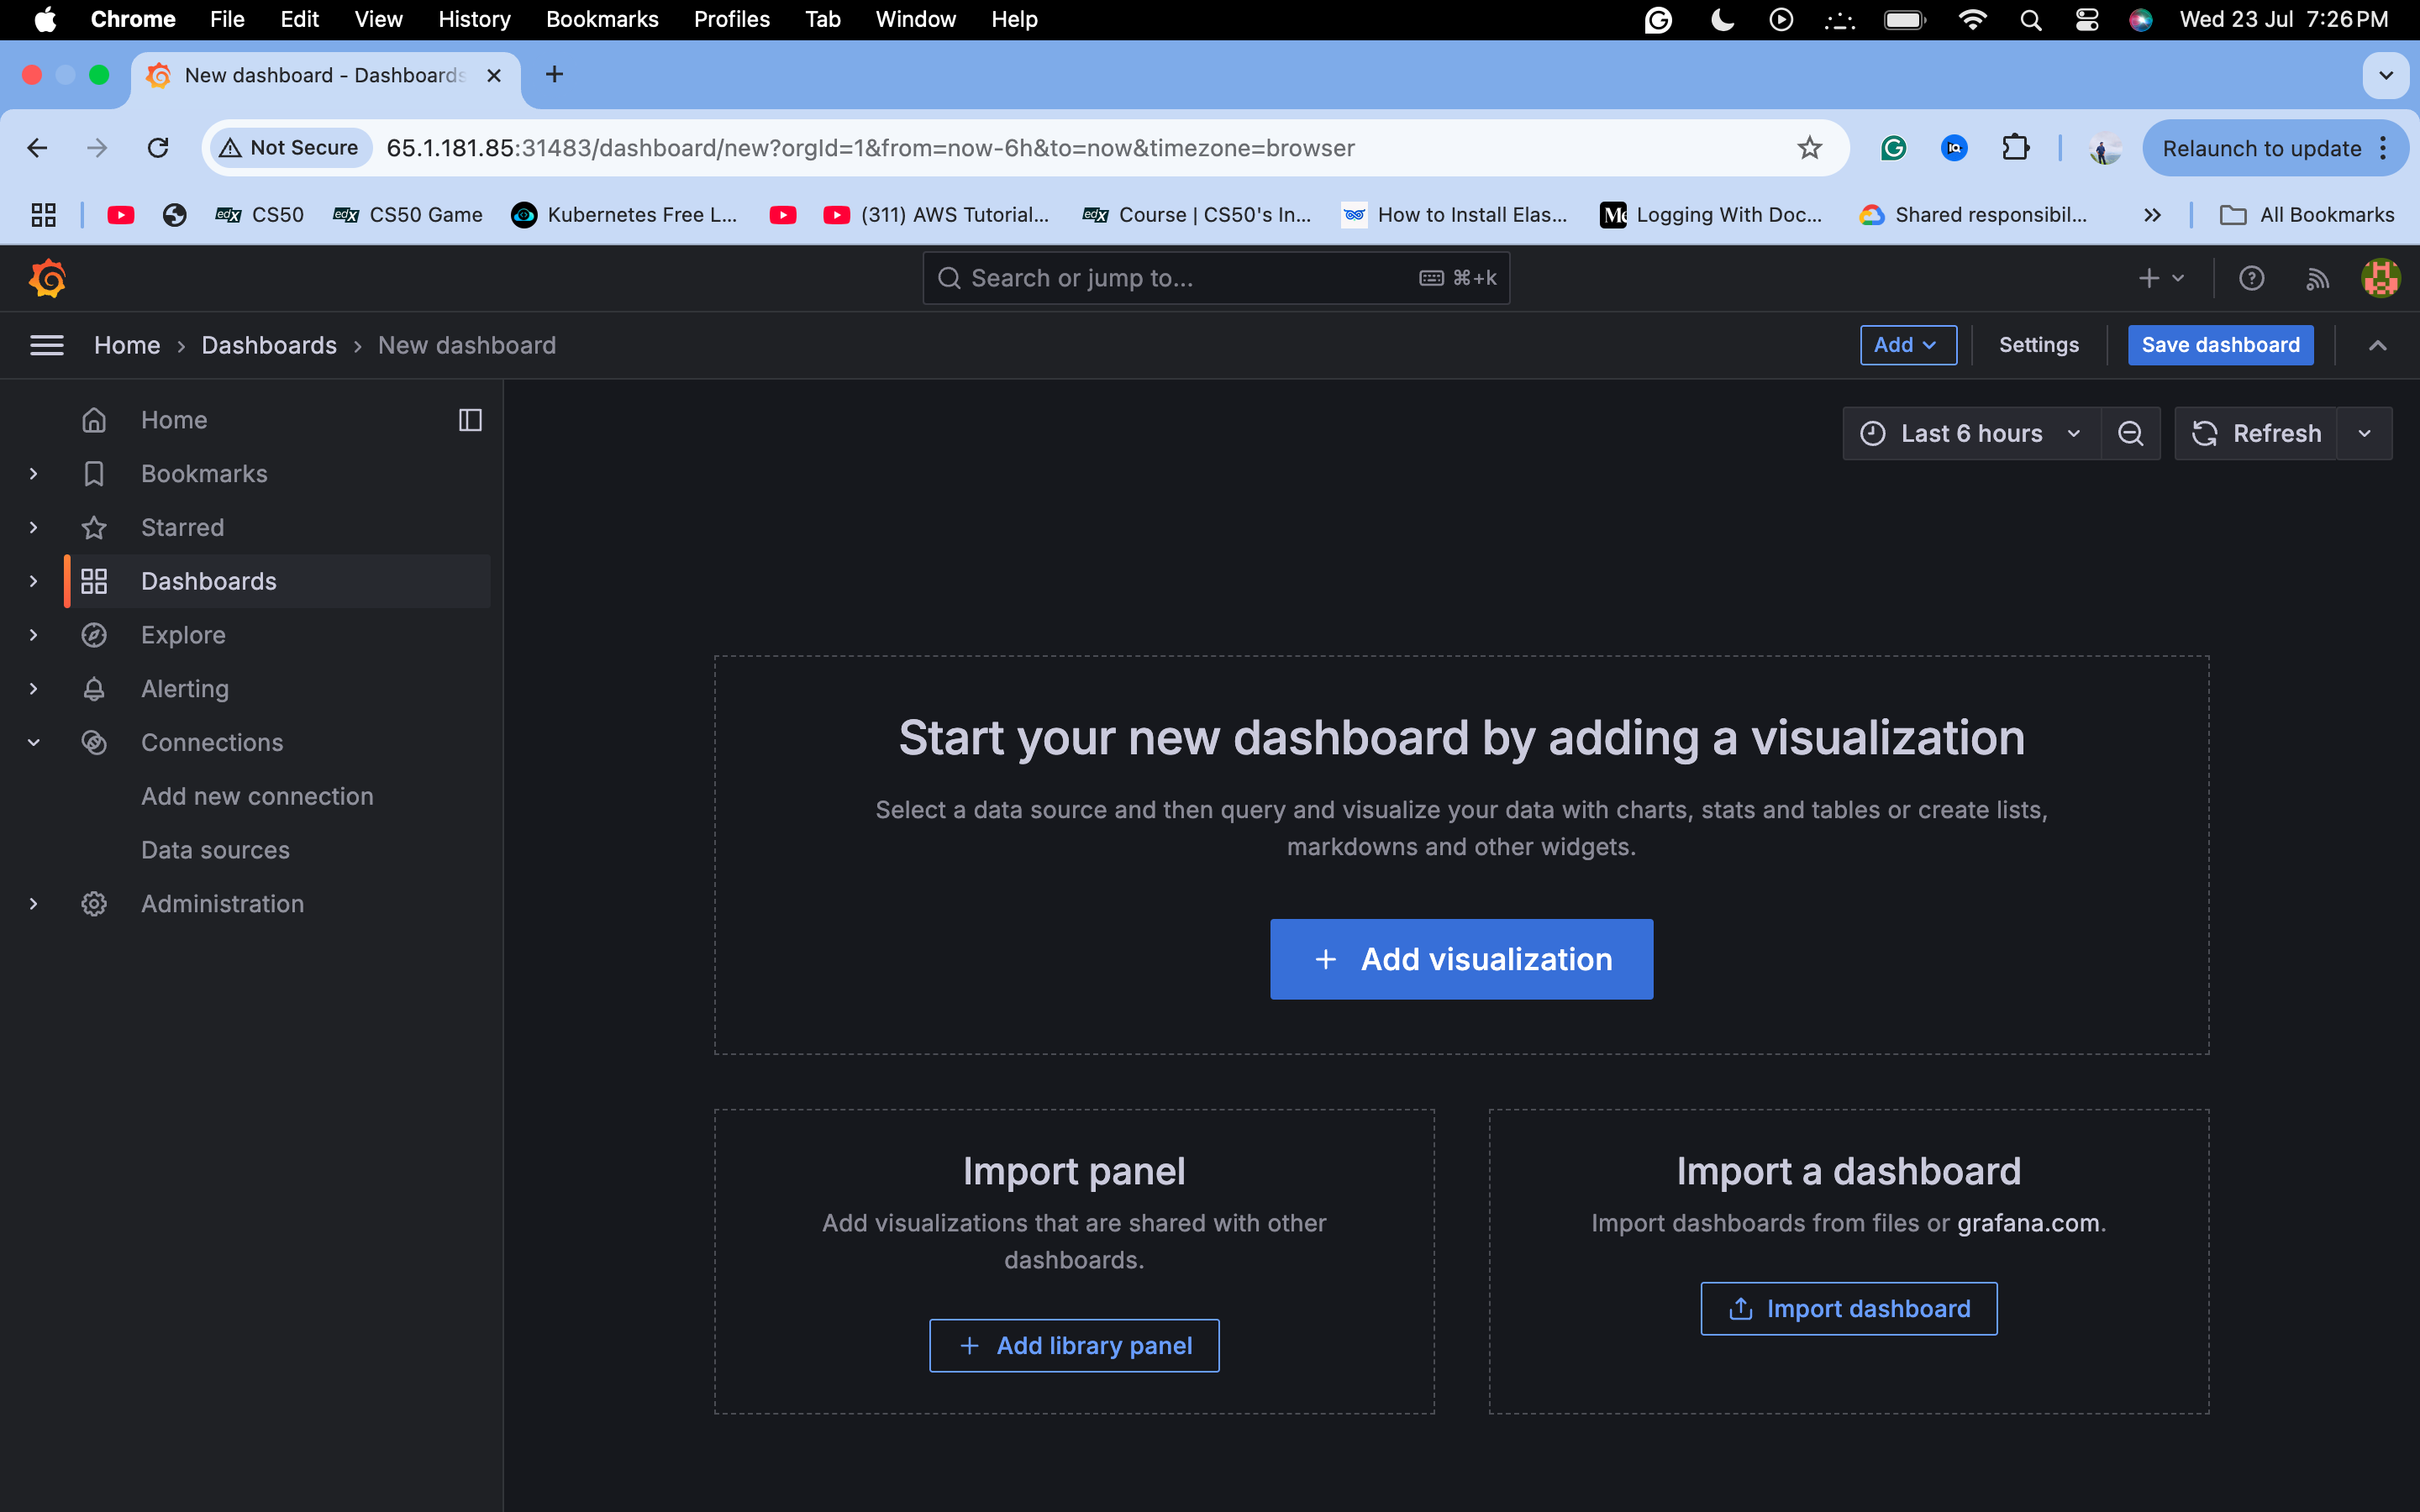 Chrome File Edit View History Bookmarks Profiles Tab Window Help Wed 23 Jul 7:26 PM
New dashboard - Dashboards
Not Secure 65.1.181.85:31483/dashboard/new?orgId=1&from=now-6h&to=now&timezone=browser Relaunch to update
edX CS50 edX CS50 Game Kubernetes Free L... (311) AWS Tutorial... edX Course | CS50's In... How to Install Elas... Logging With Doc... Shared responsibil... All Bookmarks
Search or jump to... ⌘+k
Home > Dashboards > New dashboard Add Settings Save dashboard
Home
Bookmarks
Starred
Dashboards
Explore
Alerting
Connections
Add new connection
Data sources
Administration
Last 6 hours Refresh
Start your new dashboard by adding a visualization
Select a data source and then query and visualize your data with charts, stats and tables or create lists,
markdowns and other widgets.
+ Add visualization
Import panel
Add visualizations that are shared with other
dashboards.
+ Add library panel
Import a dashboard
Import dashboards from files or grafana.com.
Import dashboard